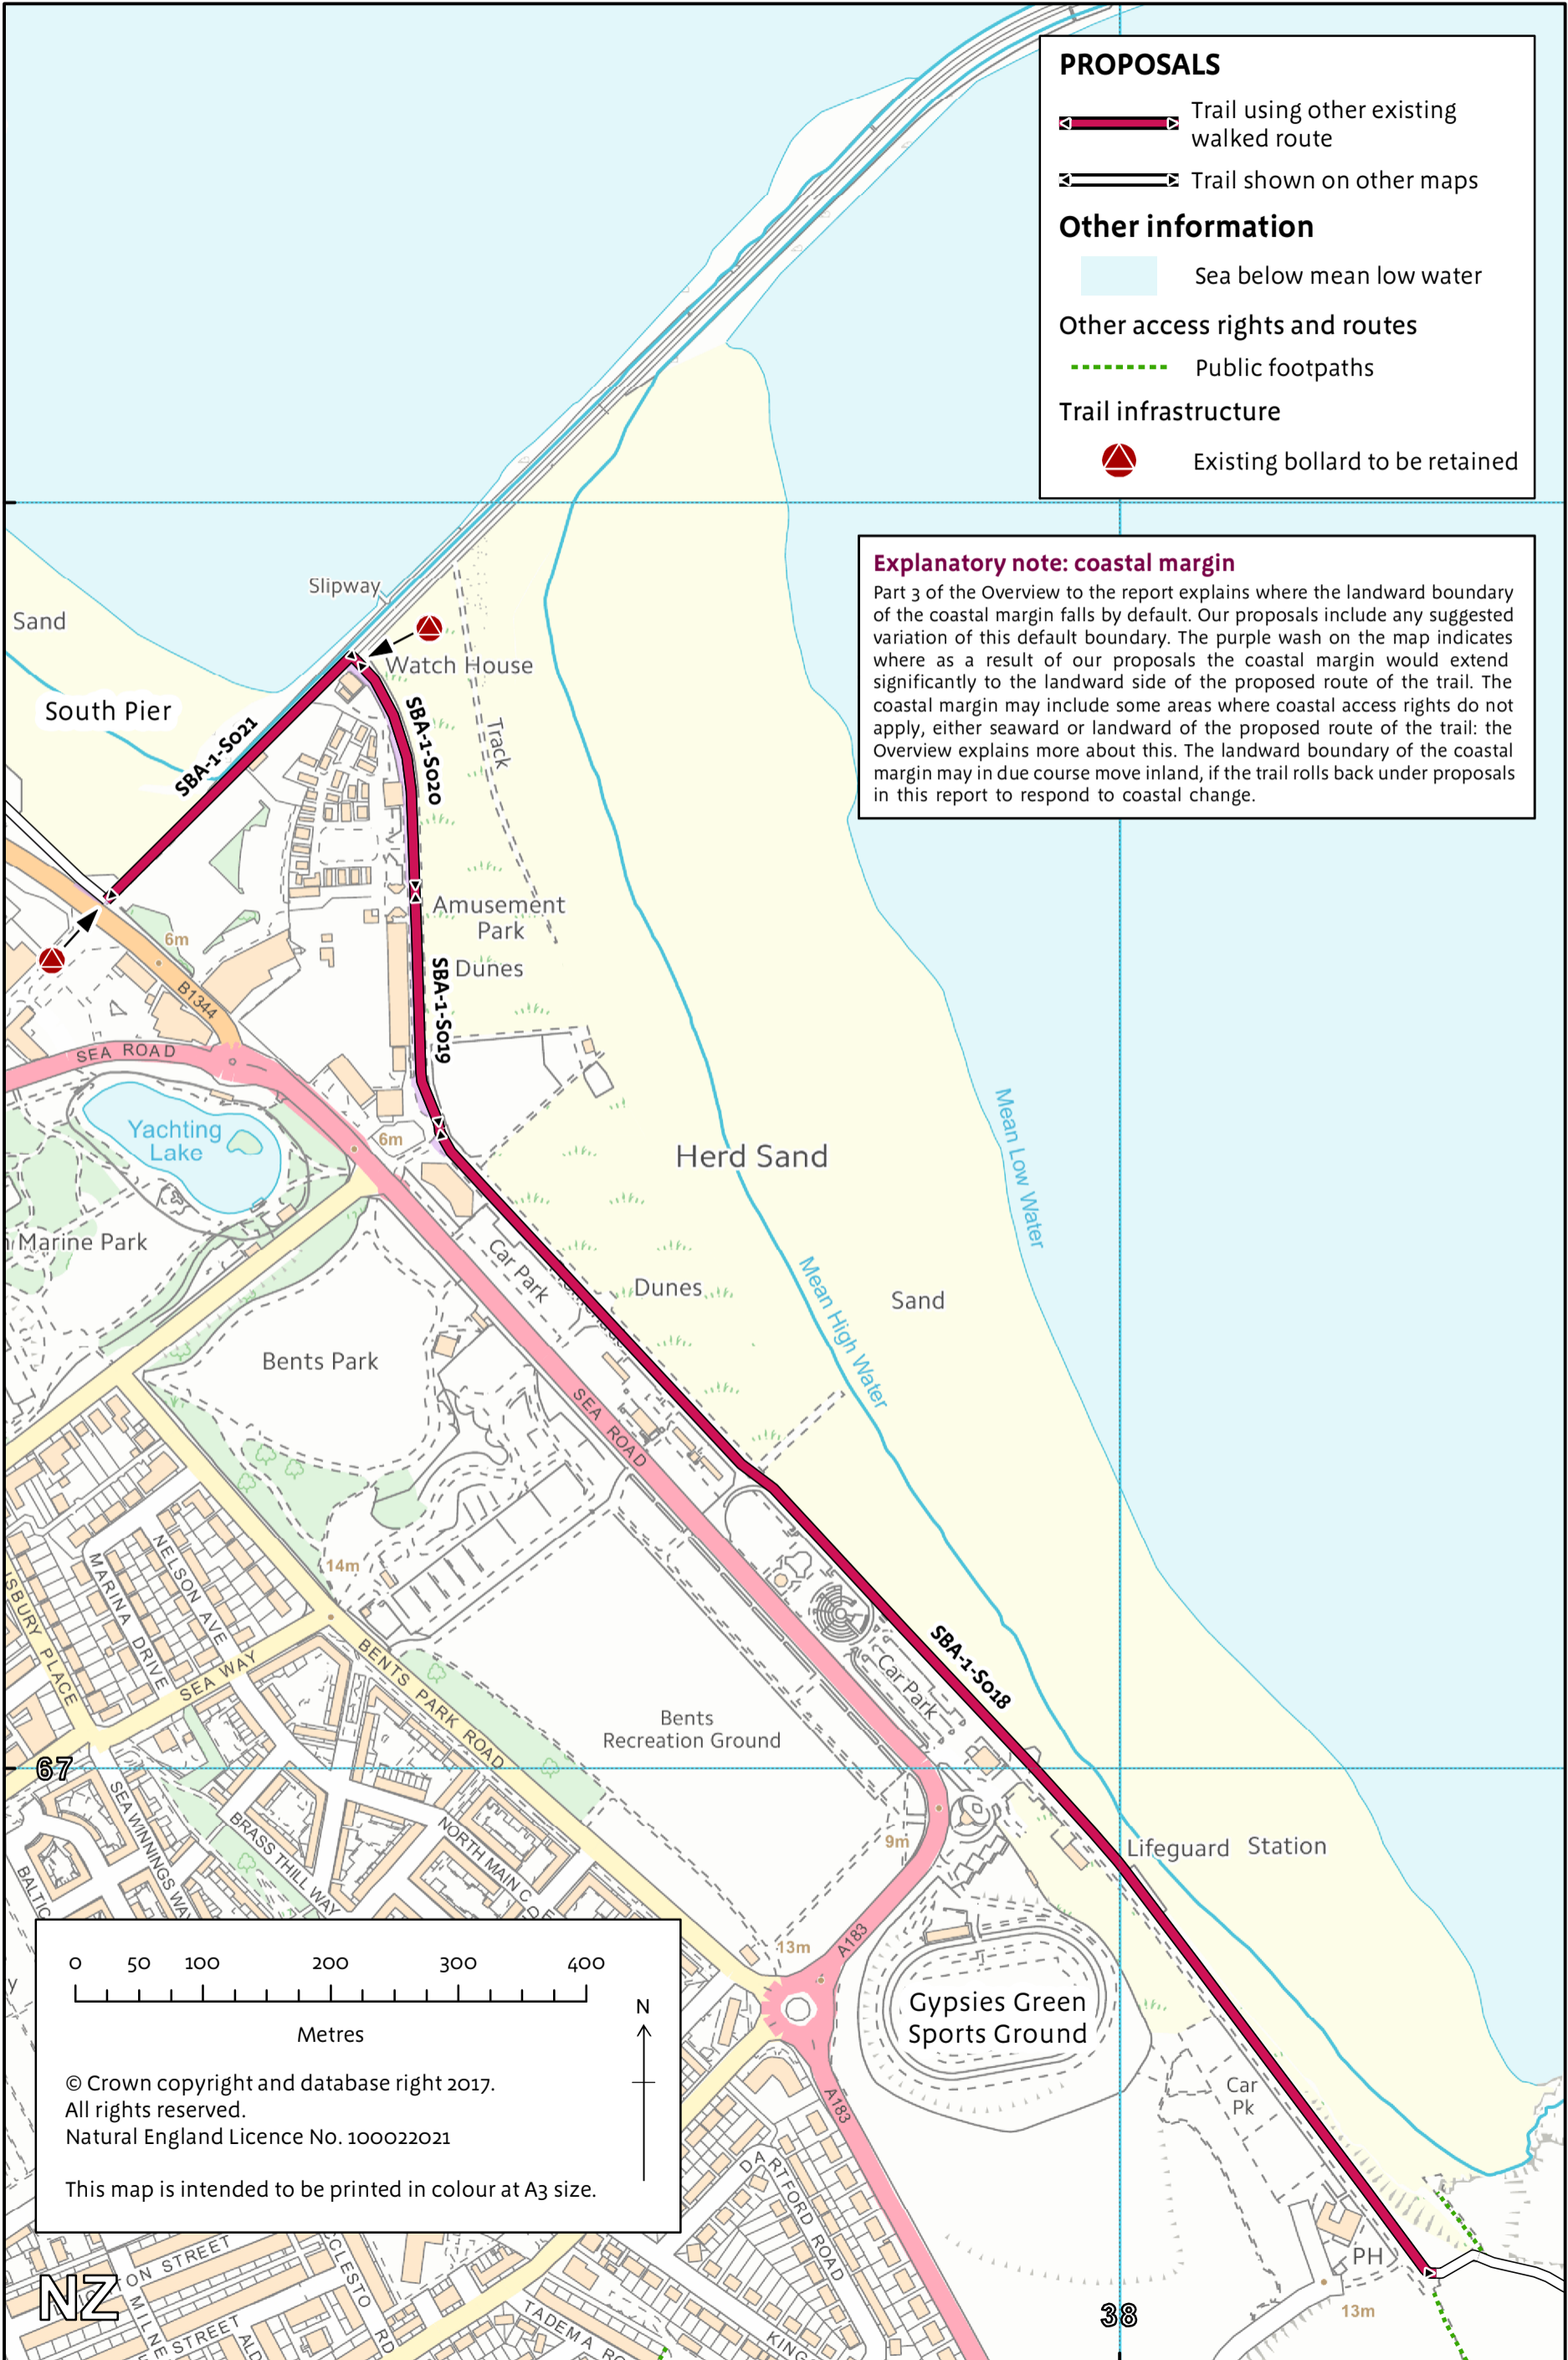 PROPOSALS
Trail using other existing
walked route
Trail shown on other maps
Other information
Sea below mean low water
Other access rights and routes
Public footpaths
Trail infrastructure
Existing bollard to be retained
Explanatory note: coastal margin
Part 3 of the Overview to the report explains where the landward boundary
of the coastal margin falls by default. Our proposals include any suggested
variation of this default boundary. The purple wash on the map indicates
where as a result of our proposals the coastal margin would extend
significantly to the landward side of the proposed route of the trail. The
coastal margin may include some areas where coastal access rights do not
apply, either seaward or landward of the proposed route of the trail: the
Overview explains more about this. The landward boundary of the coastal
margin may in due course move inland, if the trail rolls back under proposals
in this report to respond to coastal change.
Slipway
Sand
Watch House
South Pier
SBA-1-S021
SBA-1-S020
Track
Amusement
Park
6m
Dunes
B1344
SBA-1-S019
SEA ROAD
Yachting
Lake
6m
Mean Low Water
Herd Sand
Marine Park
Car Park
Dunes
Mean High Water
Sand
Bents Park
SEA ROAD
14m
NELSON AVE
MARINA DRIVE
ISBURY PLACE
SEA WAY
BENTS PARK ROAD
SBA-1-S018
Car Park
Bents
Recreation Ground
67
SEA WINNINGS WAY
BRASS THILL WAY
NORTH MAIN C
BALTIC
9m
Lifeguard Station
13m
A183
Gypsies Green
Sports Ground
0 50 100 200 300 400
Metres
N
© Crown copyright and database right 2017.
All rights reserved.
Natural England Licence No. 100022021
This map is intended to be printed in colour at A3 size.
y
A183
Car
Pk
DARTFORD ROAD
PH
13m
ON STREET
CCLESTO
RD
NZ
MILNE
STREET
ALD
TADEMA RO
KING
38